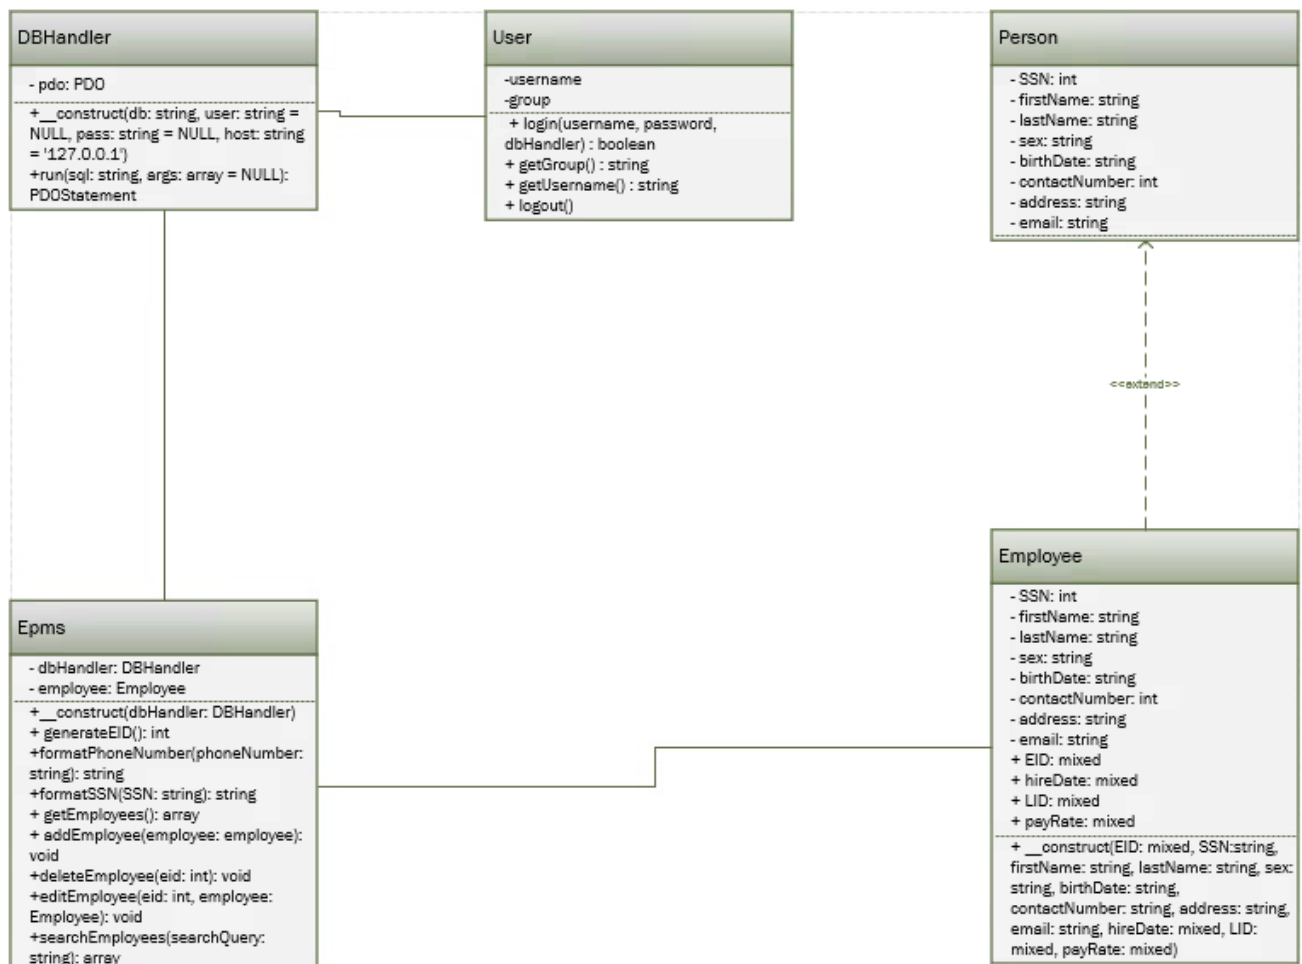 DBHandler
- pdo: PDO
+__construct(db: string, user: string =
NULL, pass: string = NULL, host: string
= '127.0.0.1')
+run(sql: string, args: array = NULL):
PDOStatement
User
-username
-group
+ login(username, password,
dbHandler) : boolean
+ getGroup() : string
+ getUsername() : string
+ logout()
Person
- SSN: int
- firstName: string
- lastName: string
- sex: string
- birthDate: string
- contactNumber: int
- address: string
- email: string
<<extend>>
Epms
- dbHandler: DBHandler
- employee: Employee
+__construct(dbHandler: DBHandler)
+ generateEID(): int
+formatPhoneNumber(phoneNumber:
string): string
+formatSSN(SSN: string): string
+ getEmployees(): array
+ addEmployee(employee: employee):
void
+deleteEmployee(eid: int): void
+editEmployee(eid: int, employee:
Employee): void
+searchEmployees(searchQuery:
string): array
Employee
- SSN: int
- firstName: string
- lastName: string
- sex: string
- birthDate: string
- contactNumber: int
- address: string
- email: string
+ EID: mixed
+ hireDate: mixed
+ LID: mixed
+ payRate: mixed
+ __construct(EID: mixed, SSN:string,
firstName: string, lastName: string, sex:
string, birthDate: string,
contactNumber: string, address: string,
email: string, hireDate: mixed, LID:
mixed, payRate: mixed)